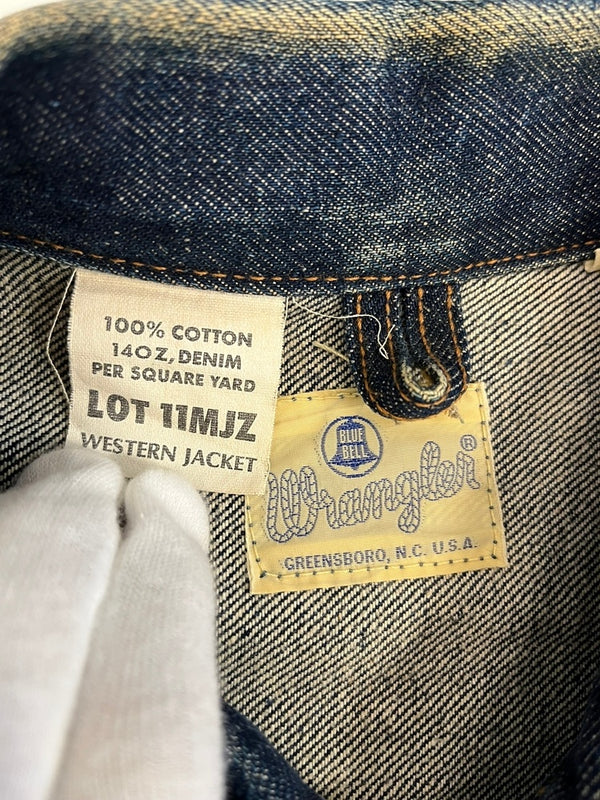 100% COTTON
14OZ, DENIM
PER SQUARE YARD
LOT 11MJZ
WESTERN JACKET
BLUE
BELL
Wrangler®
GREENSBORO, N.C. U.S.A.